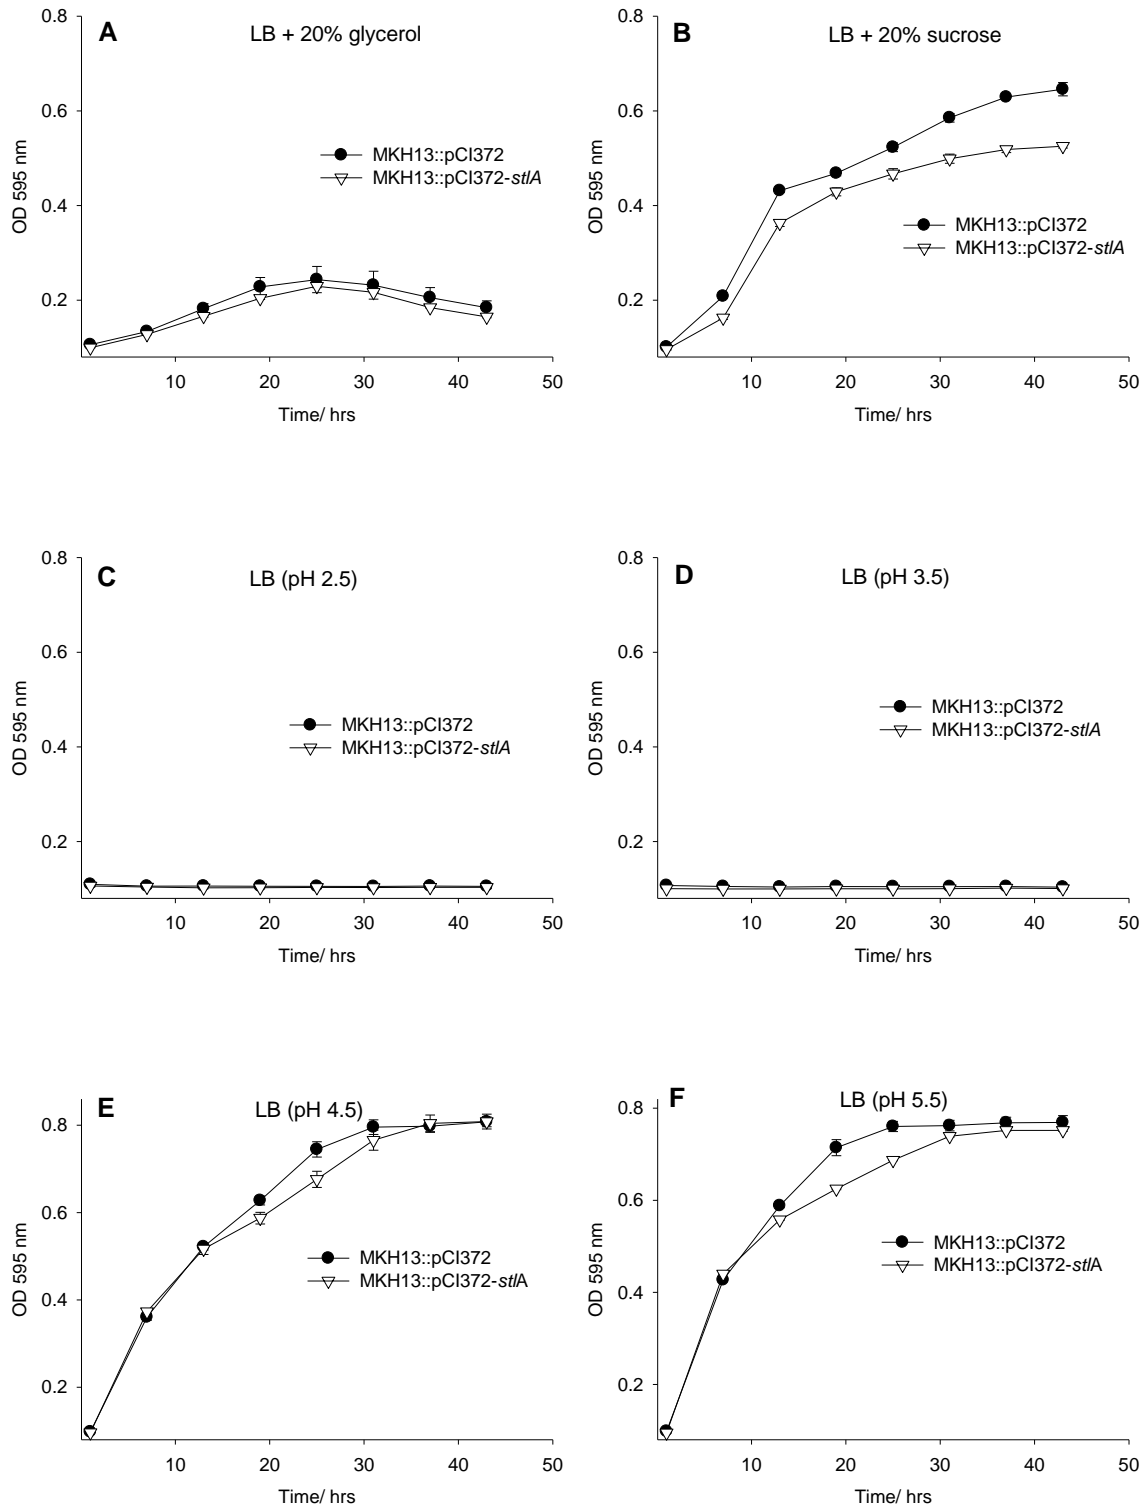 A
LB + 20% glycerol
0.8
0.6
0.4
0.2
OD 595 nm
MKH13::pCI372
MKH13::pCI372-stlA
10 20 30 40 50
Time/ hrs
B
LB + 20% sucrose
0.8
0.6
0.4
0.2
OD 595 nm
MKH13::pCI372
MKH13::pCI372-stlA
10 20 30 40 50
Time/ hrs
C
LB (pH 2.5)
0.8
0.6
0.4
0.2
OD 595 nm
MKH13::pCI372
MKH13::pCI372-stlA
10 20 30 40 50
Time/ hrs
D
LB (pH 3.5)
0.8
0.6
0.4
0.2
OD 595 nm
MKH13::pCI372
MKH13::pCI372-stlA
10 20 30 40 50
Time/ hrs
E
LB (pH 4.5)
0.8
0.6
0.4
0.2
OD 595 nm
MKH13::pCI372
MKH13::pCI372-stlA
10 20 30 40 50
Time/ hrs
F
LB (pH 5.5)
0.8
0.6
0.4
0.2
OD 595 nm
MKH13::pCI372
MKH13::pCI372-stlA
10 20 30 40 50
Time/ hrs